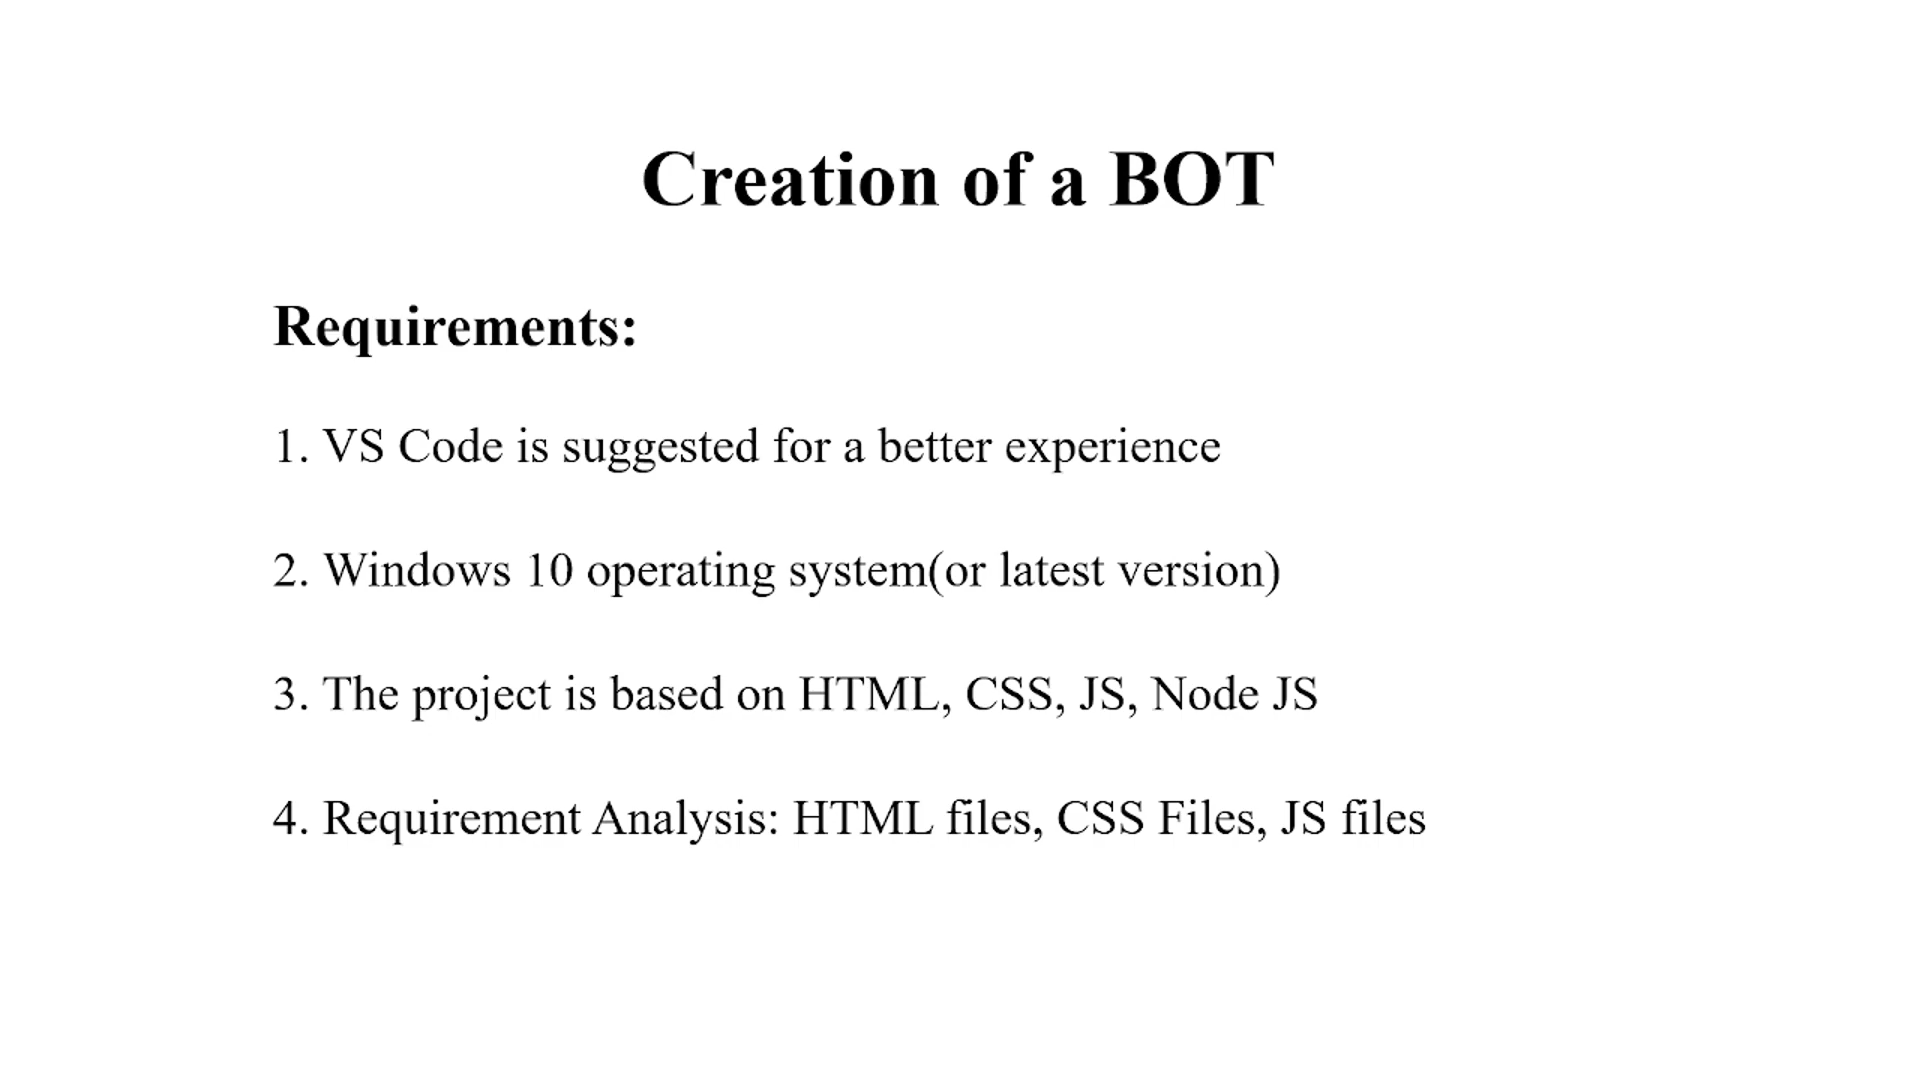 Creation of a BOT
Requirements:
1. VS Code is suggested for a better experience
2. Windows 10 operating system(or latest version)
3. The project is based on HTML, CSS, JS, Node JS
4. Requirement Analysis: HTML files, CSS Files, JS files